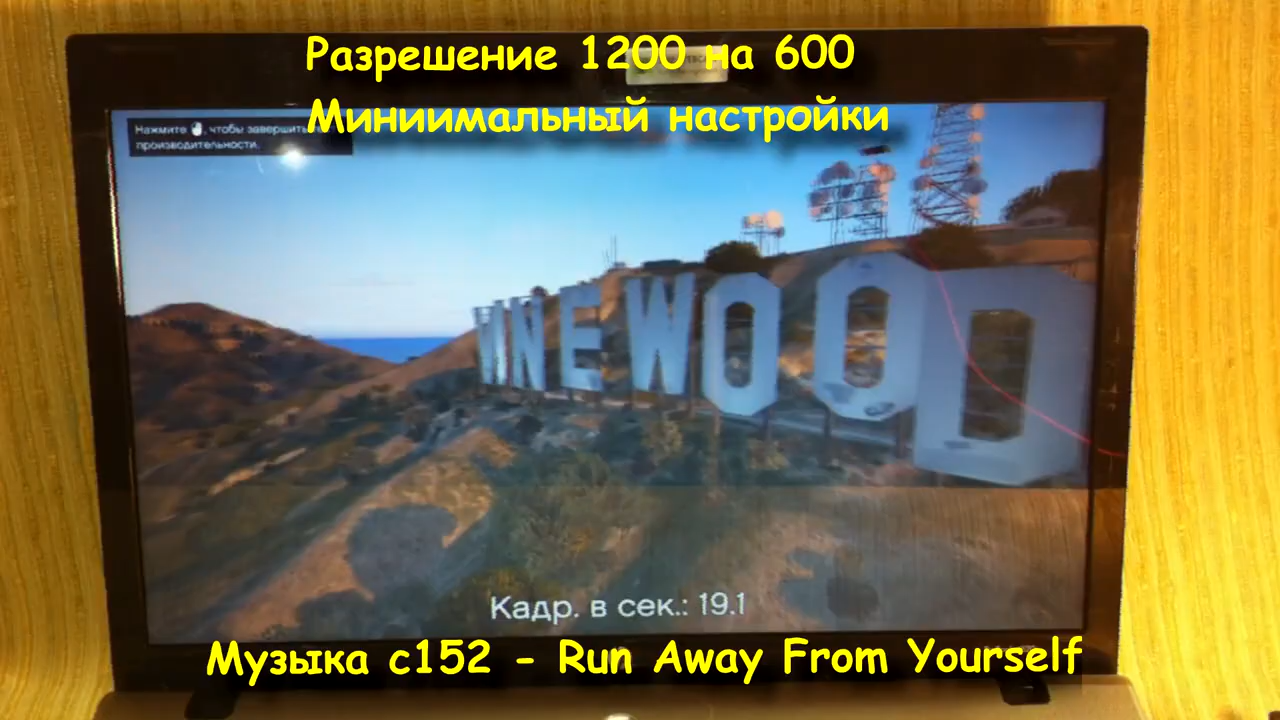 Разрешение 1200 на 600
Миниимальный настройки
Нажмите , чтобы завершить
производительности.
WNEWOOD
Кадр. в сек.: 19.1
Музыка c152 - Run Away From Yourself